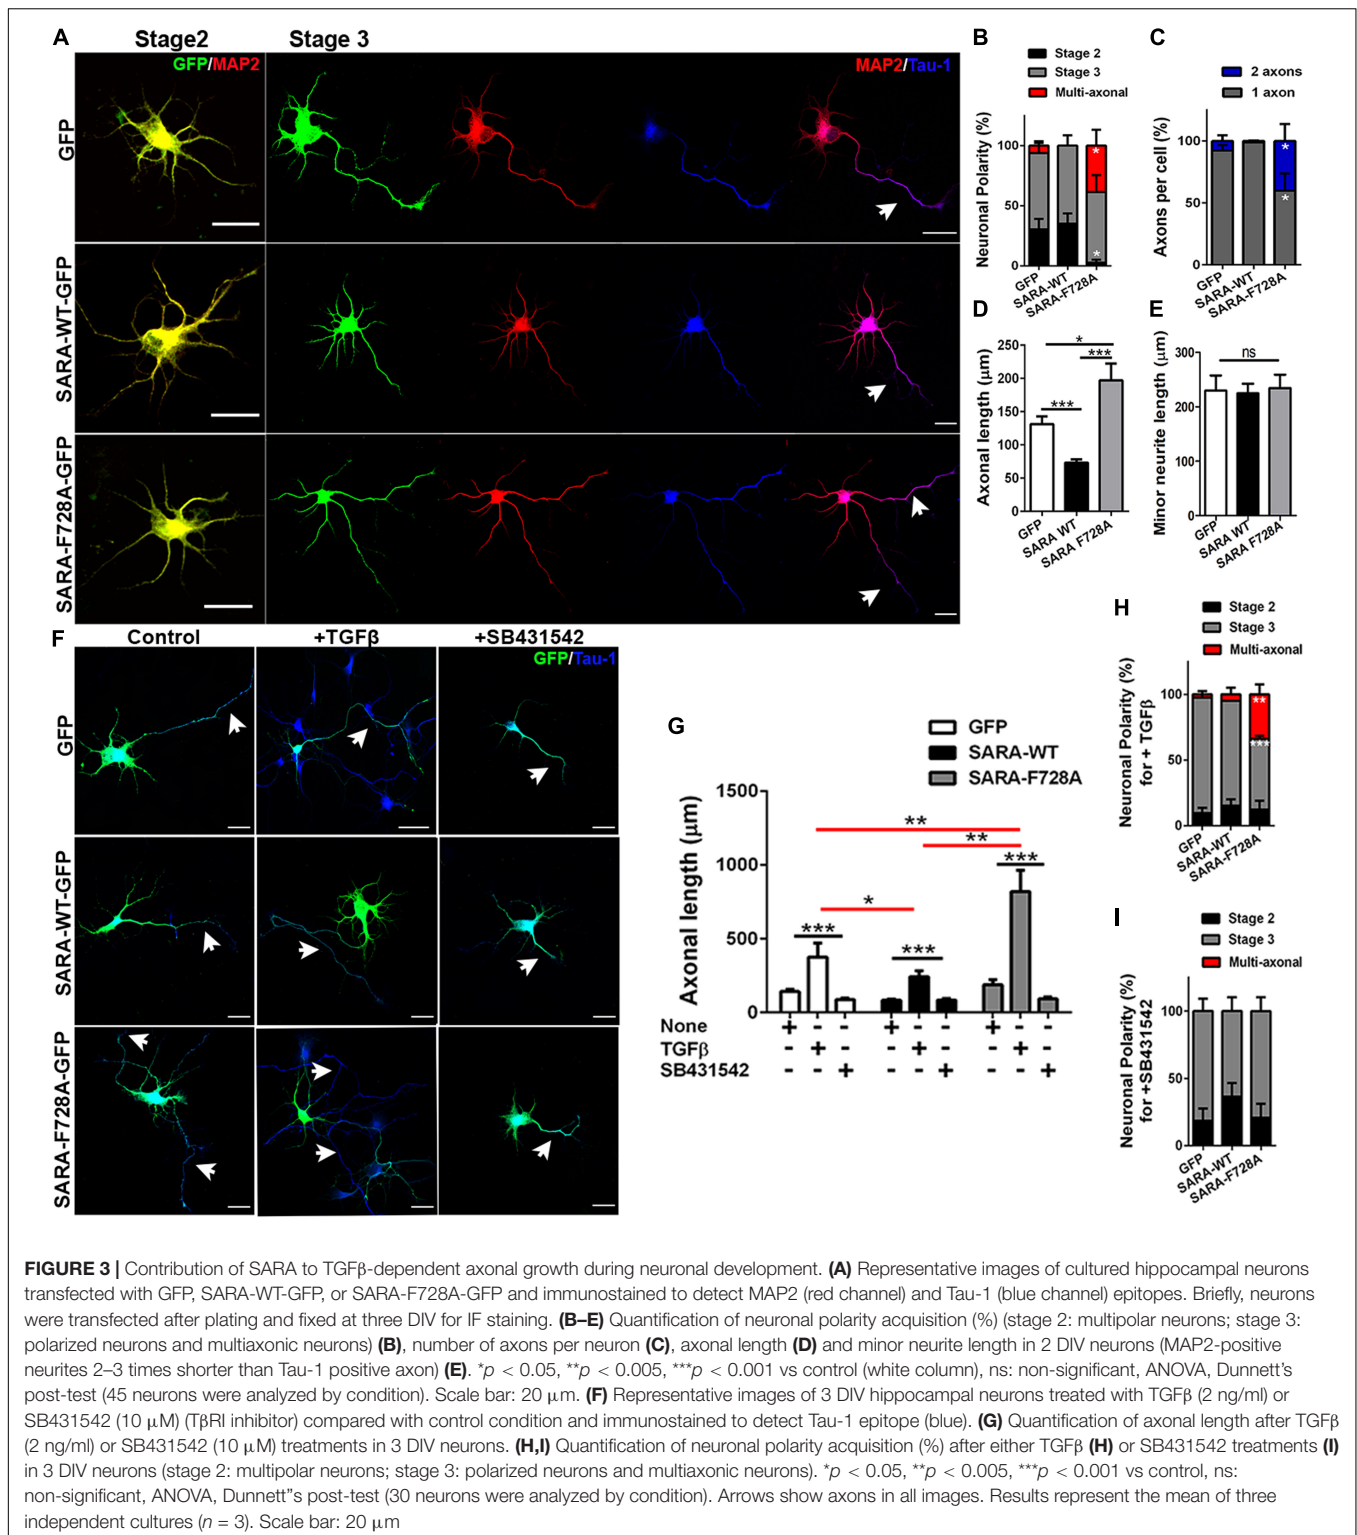 A
Stage2
Stage 3
GFP/MAP2
MAP2/Tau-1
GFP
SARA-WT-GFP
SARA-F728A-GFP
B
Stage 2
Stage 3
Multi-axonal
Neuronal Polarity (%)
100
50
0
*
*
GFP
SARA-WT
SARA-F728A
C
2 axons
1 axon
Axons per cell (%)
100
50
0
*
*
GFP
SARA-WT
SARA-F728A
D
Axonal length (μm)
250
200
150
100
50
0
*
***
***
GFP
SARA WT
SARA F728A
E
Minor neurite length (μm)
300
200
100
0
ns
GFP
SARA WT
SARA F728A
F
Control
+TGFβ
+SB431542
GFP/Tau-1
GFP
SARA-WT-GFP
SARA-F728A-GFP
G
GFP
SARA-WT
SARA-F728A
Axonal length (μm)
1500
1000
500
0
**
**
*
***
***
***
None + - - + - - + - -
TGFβ - + - - + - - + -
SB431542 - - + - - + - - +
H
Stage 2
Stage 3
Multi-axonal
Neuronal Polarity (%)
for + TGFβ
100
50
0
**
***
GFP
SARA-WT
SARA-F728A
I
Stage 2
Stage 3
Multi-axonal
Neuronal Polarity (%)
for +SB431542
100
50
0
GFP
SARA-WT
SARA-F728A
FIGURE 3 | Contribution of SARA to TGFβ-dependent axonal growth during neuronal development. (A) Representative images of cultured hippocampal neurons
transfected with GFP, SARA-WT-GFP, or SARA-F728A-GFP and immunostained to detect MAP2 (red channel) and Tau-1 (blue channel) epitopes. Briefly, neurons
were transfected after plating and fixed at three DIV for IF staining. (B–E) Quantification of neuronal polarity acquisition (%) (stage 2: multipolar neurons; stage 3:
polarized neurons and multiaxonic neurons) (B), number of axons per neuron (C), axonal length (D) and minor neurite length in 2 DIV neurons (MAP2-positive
neurites 2–3 times shorter than Tau-1 positive axon) (E). *p < 0.05, **p < 0.005, ***p < 0.001 vs control (white column), ns: non-significant, ANOVA, Dunnett's
post-test (45 neurons were analyzed by condition). Scale bar: 20 μm. (F) Representative images of 3 DIV hippocampal neurons treated with TGFβ (2 ng/ml) or
SB431542 (10 μM) (TβRI inhibitor) compared with control condition and immunostained to detect Tau-1 epitope (blue). (G) Quantification of axonal length after TGFβ
(2 ng/ml) or SB431542 (10 μM) treatments in 3 DIV neurons. (H,I) Quantification of neuronal polarity acquisition (%) after either TGFβ (H) or SB431542 treatments (I)
in 3 DIV neurons (stage 2: multipolar neurons; stage 3: polarized neurons and multiaxonic neurons). *p < 0.05, **p < 0.005, ***p < 0.001 vs control, ns:
non-significant, ANOVA, Dunnett"s post-test (30 neurons were analyzed by condition). Arrows show axons in all images. Results represent the mean of three
independent cultures (n = 3). Scale bar: 20 μm